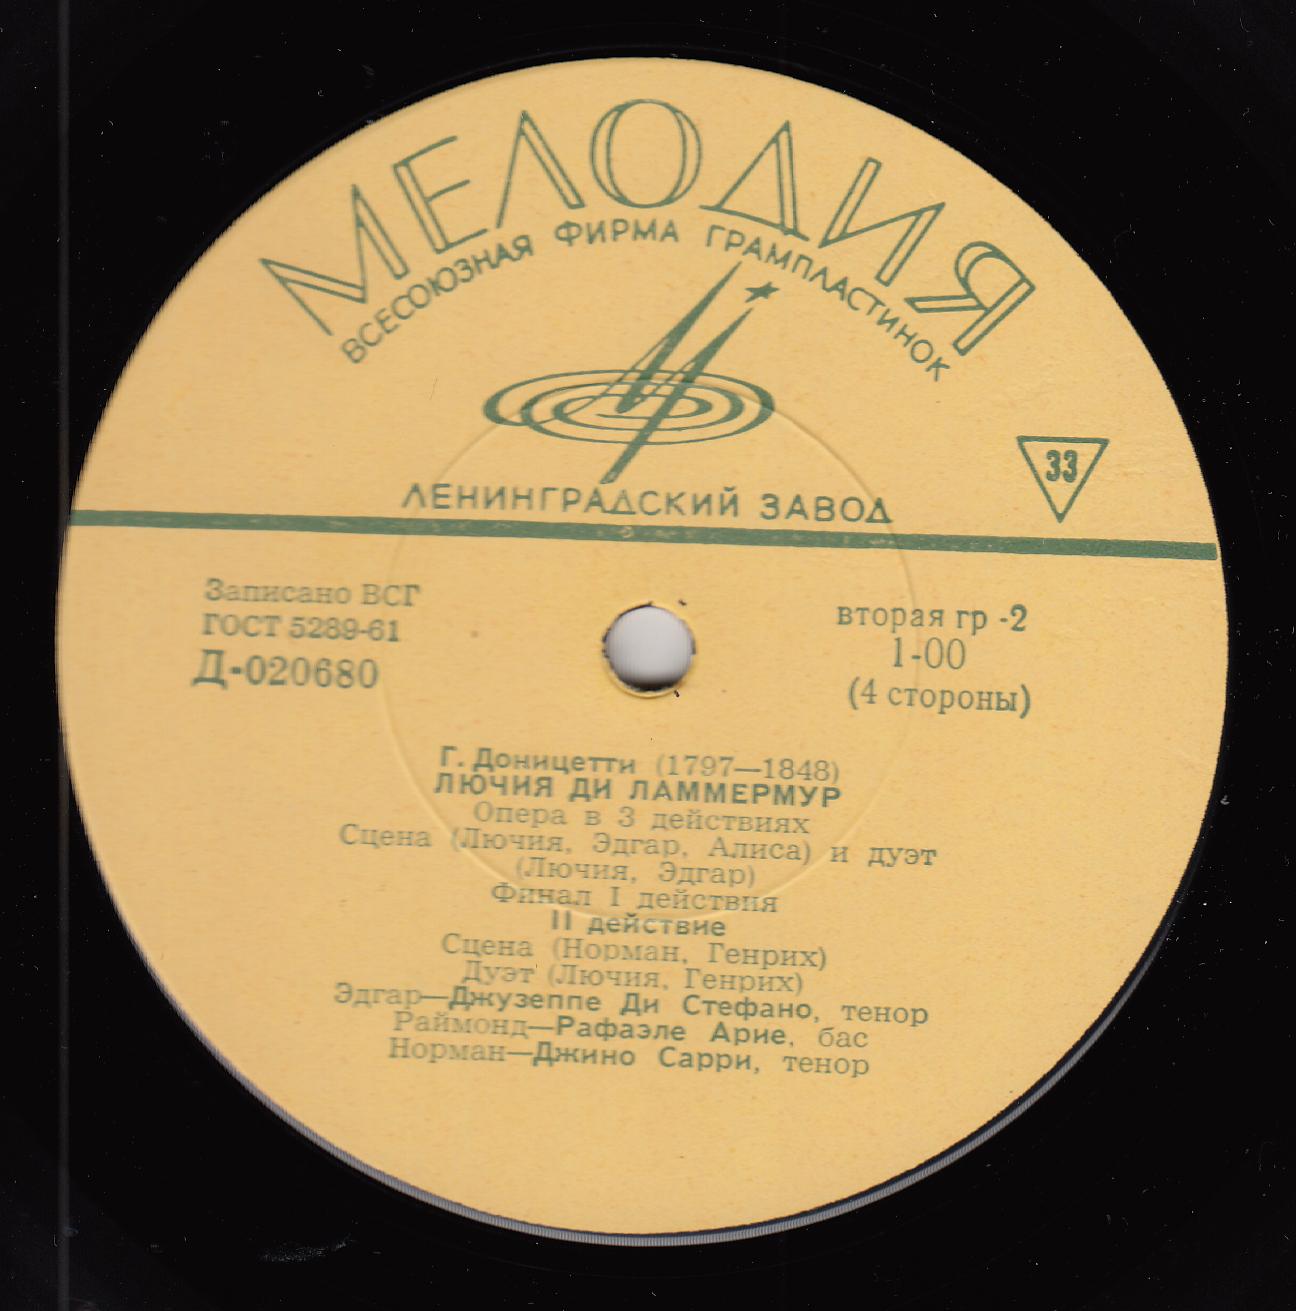 МЕЛОДИЯ
ВСЕСОЮЗНАЯ ФИРМА ГРАМПЛАСТИНОК
33
ЛЕНИНГРАДСКИЙ ЗАВОД
Записано ВСГ
ГОСТ 5289-61
Д-020680
вторая гр -2
1-00
(4 стороны)
Г. Доницетти (1797—1848)
ЛЮЧИЯ ДИ ЛАММЕРМУР
Опера в 3 действиях
Сцена (Лючия, Эдгар, Алиса) и дуэт
(Лючия, Эдгар)
Финал I действия
II действие
Сцена (Норман, Генрих)
Дуэт (Лючия, Генрих)
Эдгар—Джузеппе Ди Стефано, тенор
Раймонд—Рафаэле Арие, бас
Норман—Джино Сарри, тенор